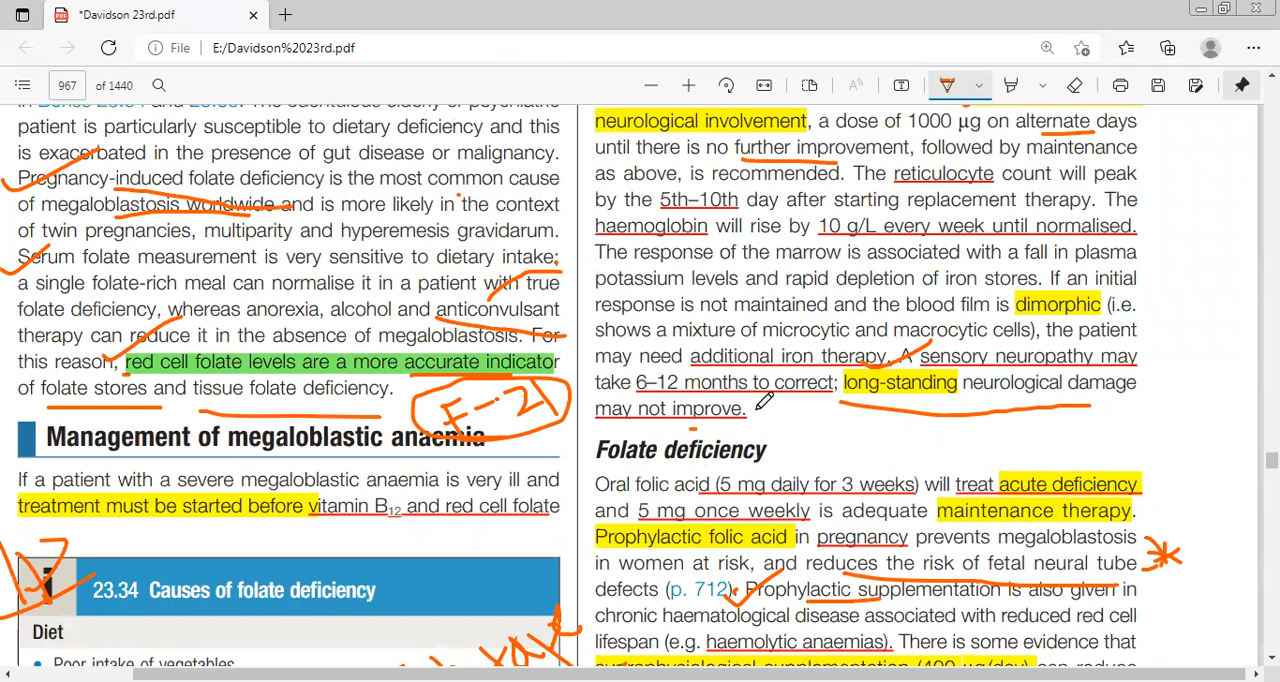 *Davidson 23rd.pdf
File E:/Davidson%2023rd.pdf
967 of 1440
patient is particularly susceptible to dietary deficiency and this
is exacerbated in the presence of gut disease or malignancy.
Pregnancy-induced folate deficiency is the most common cause
of megaloblastosis worldwide and is more likely in the context
of twin pregnancies, multiparity and hyperemesis gravidarum.
Serum folate measurement is very sensitive to dietary intake;
a single folate-rich meal can normalise it in a patient with true
folate deficiency, whereas anorexia, alcohol and anticonvulsant
therapy can reduce it in the absence of megaloblastosis. For
this reason, red cell folate levels are a more accurate indicator
of folate stores and tissue folate deficiency.
F-21
Management of megaloblastic anaemia
If a patient with a severe megaloblastic anaemia is very ill and
treatment must be started before vitamin B12 and red cell folate
i 23.34 Causes of folate deficiency
Diet
• Poor intake of vegetables
neurological involvement, a dose of 1000 µg on alternate days
until there is no further improvement, followed by maintenance
as above, is recommended. The reticulocyte count will peak
by the 5th–10th day after starting replacement therapy. The
haemoglobin will rise by 10 g/L every week until normalised.
The response of the marrow is associated with a fall in plasma
potassium levels and rapid depletion of iron stores. If an initial
response is not maintained and the blood film is dimorphic (i.e.
shows a mixture of microcytic and macrocytic cells), the patient
may need additional iron therapy. A sensory neuropathy may
take 6–12 months to correct; long-standing neurological damage
may not improve.
Folate deficiency
Oral folic acid (5 mg daily for 3 weeks) will treat acute deficiency
and 5 mg once weekly is adequate maintenance therapy.
Prophylactic folic acid in pregnancy prevents megaloblastosis
in women at risk, and reduces the risk of fetal neural tube
defects (p. 712). Prophylactic supplementation is also given in
chronic haematological disease associated with reduced red cell
lifespan (e.g. haemolytic anaemias). There is some evidence that
supraphysiological supplementation (400 µg/day) can reduce